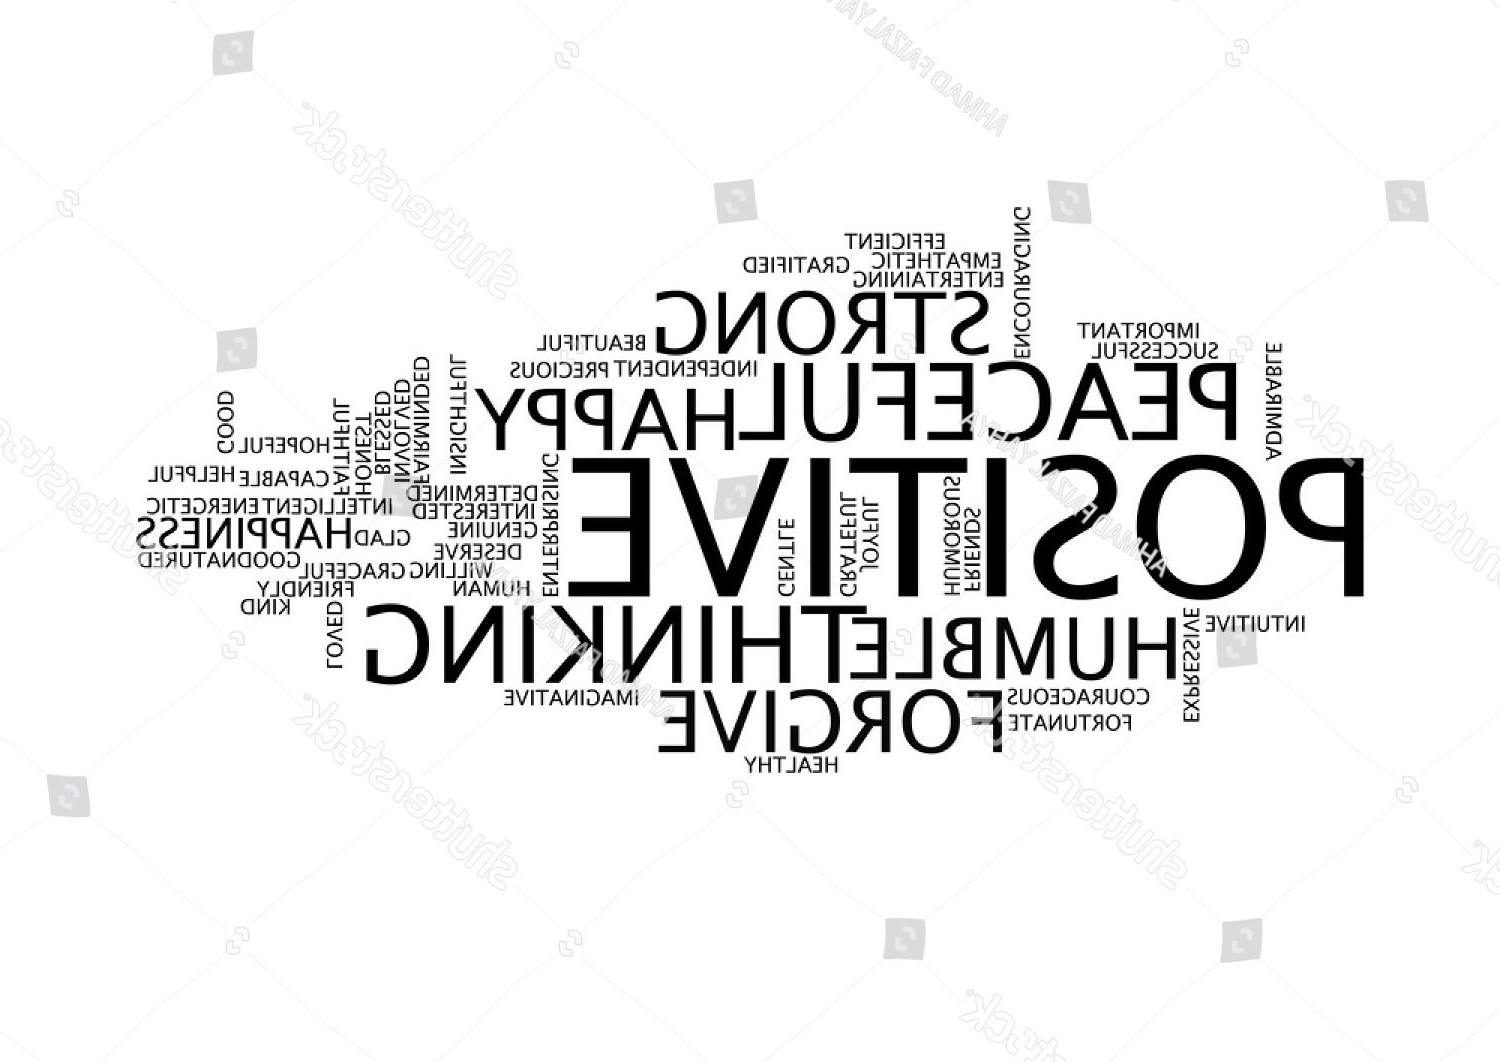 EFFICIENT
EMPATHETIC
GRATIFIED
ENTERTAINING
ENCOURAGING
STRONG
IMPORTANT
SUCCESSFUL
BEAUTIFUL
INDEPENDENT PRECIOUS
PEACEFUL
HAPPY
ADMIRABLE
INSIGHTFUL
FAIRMINDED
INVOLVED
BLESSED
HONEST
FAITHFUL
GOOD
HOPEFUL
CAPABLE
HELPFUL
INTELLIGENT ENERGETIC
HAPPINESS
GLAD
GOODNATURED
GRACEFUL
FRIENDLY
KIND
LOVED
DETERMINED
INTERESTED
GENUINE
DESERVE
WILLING
HUMAN
ENTERPRISING
POSITIVE
GENTLE
GRATEFUL
JOYFUL
HUMOROUS
FRIENDS
THINKING
HUMBLE
INTUITIVE
EXPRESSIVE
COURAGEOUS
FORTUNATE
FORGIVE
IMAGINATIVE
HEALTHY
shutterstock
AHMAD FAIZAL YAHYA